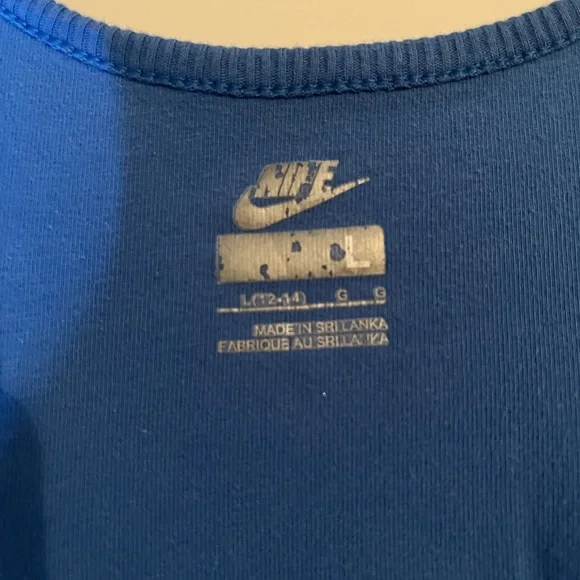 NIKE
L
L(12-14) G G
MADE IN SRI LANKA
FABRIQUE AU SRI LANKA